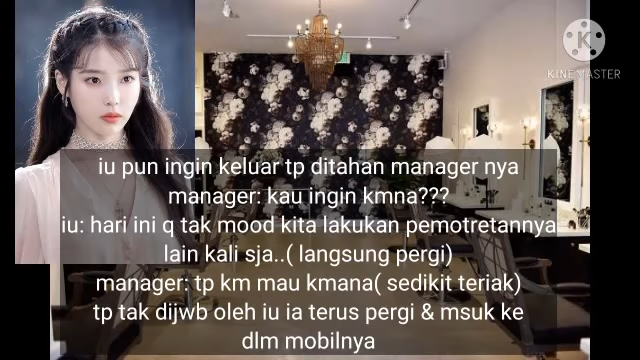 KINEMASTER
iu pun ingin keluar tp ditahan manager nya
manager: kau ingin kmna???
iu: hari ini q tak mood kita lakukan pemotretannya
lain kali sja..( langsung pergi)
manager: tp km mau kmana( sedikit teriak)
tp tak dijwb oleh iu ia terus pergi & msuk ke
dlm mobilnya